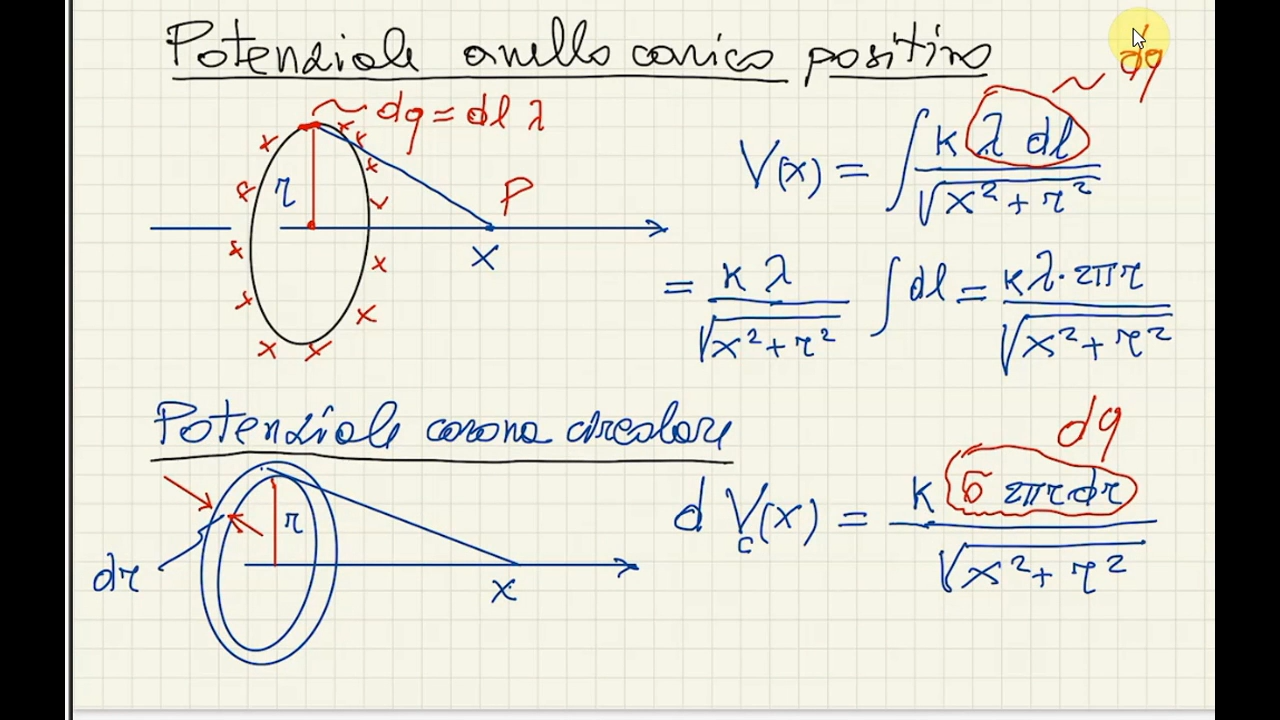 Potenziale anello carico positivo
dq = dl λ
dq
r
P
x
V(x) = ∫ k λ dl / √(x² + r²)
= k λ / √(x² + r²) ∫ dl = k λ · 2πr / √(x² + r²)
Potenziale corona circolare
r
dr
x
dq
d V_c(x) = k σ 2πr dr / √(x² + r²)